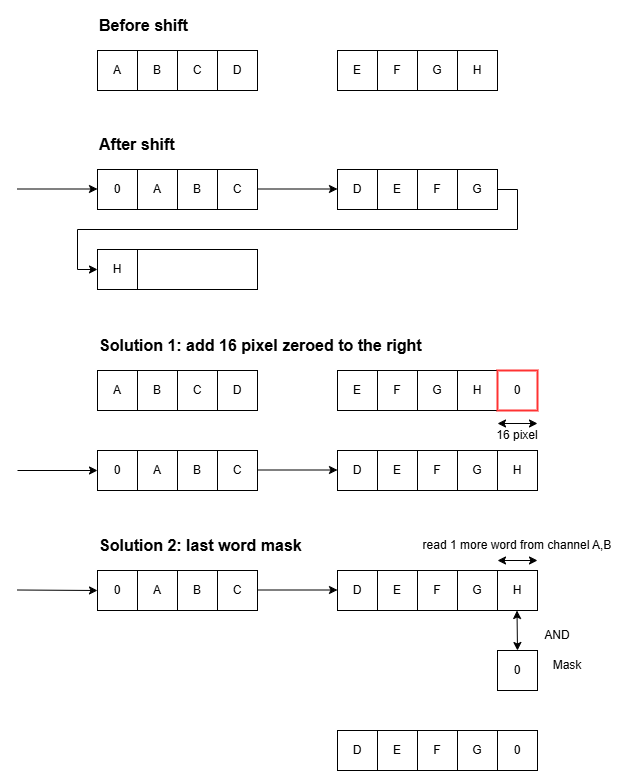 Before shift
A B C D E F G H
After shift
0 A B C D E F G
H
Solution 1: add 16 pixel zeroed to the right
A B C D E F G H 0
16 pixel
0 A B C D E F G H
Solution 2: last word mask
read 1 more word from channel A,B
0 A B C D E F G H
AND
0 Mask
D E F G 0